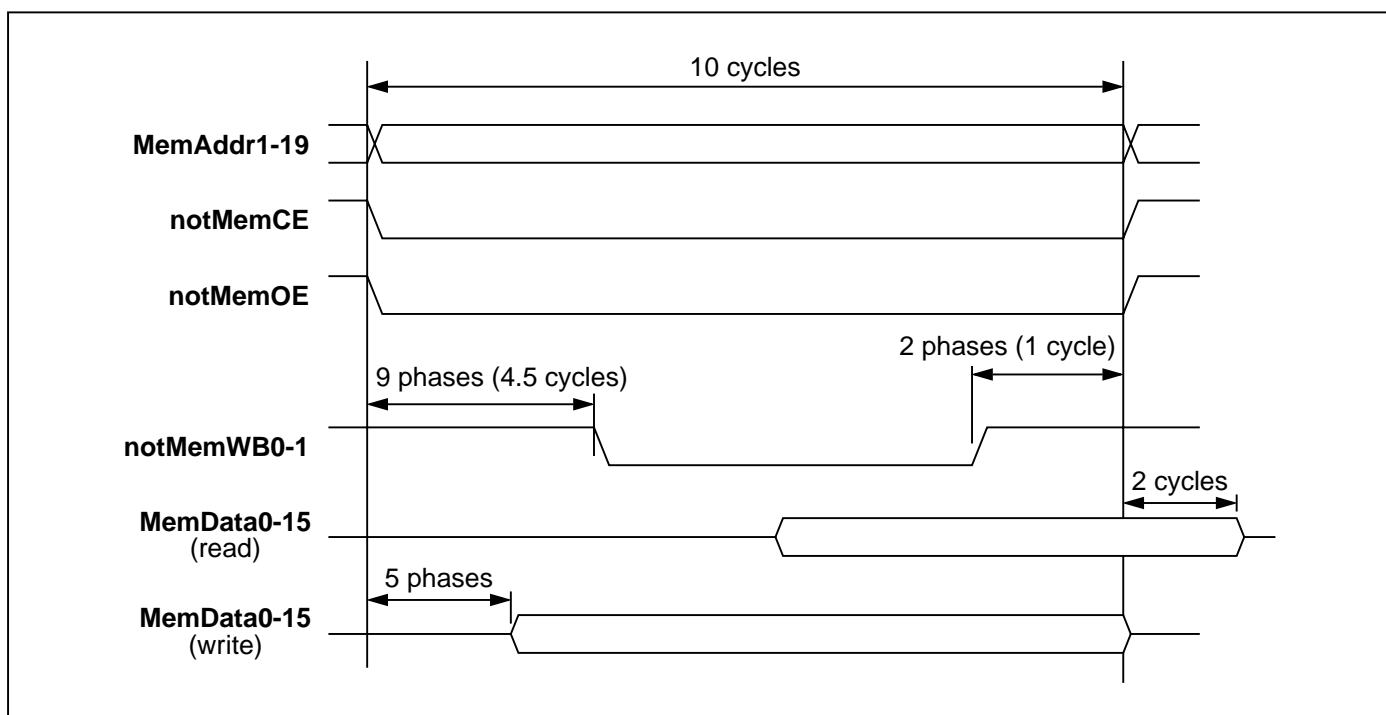 10 cycles
MemAddr1-19
notMemCE
notMemOE
2 phases (1 cycle)
9 phases (4.5 cycles)
notMemWB0-1
2 cycles
MemData0-15
(read)
5 phases
MemData0-15
(write)